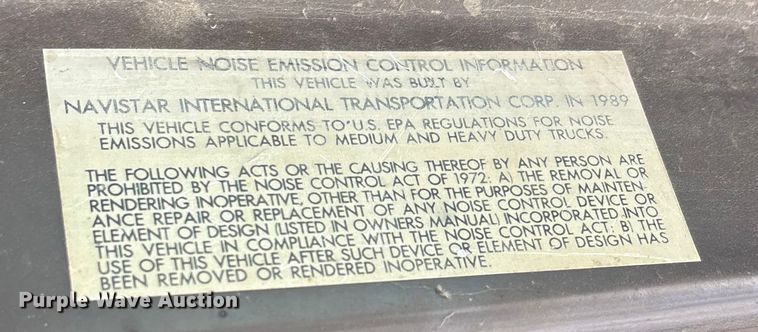 VEHICLE NOISE EMISSION CONTROL INFORMATION
THIS VEHICLE WAS BUILT BY
NAVISTAR INTERNATIONAL TRANSPORTATION CORP. IN 1989
THIS VEHICLE CONFORMS TO U.S. EPA REGULATIONS FOR NOISE
EMISSIONS APPLICABLE TO MEDIUM AND HEAVY DUTY TRUCKS.
THE FOLLOWING ACTS OR THE CAUSING THEREOF BY ANY PERSON ARE
PROHIBITED BY THE NOISE CONTROL ACT OF 1972: A) THE REMOVAL OR
RENDERING INOPERATIVE, OTHER THAN FOR THE PURPOSES OF MAINTEN-
ANCE REPAIR OR REPLACEMENT OF ANY NOISE CONTROL DEVICE OR
ELEMENT OF DESIGN (LISTED IN OWNERS MANUAL) INCORPORATED INTO
THIS VEHICLE IN COMPLIANCE WITH THE NOISE CONTROL ACT; B) THE
USE OF THIS VEHICLE AFTER SUCH DEVICE OR ELEMENT OF DESIGN HAS
BEEN REMOVED OR RENDERED INOPERATIVE.
Purple Wave Auction